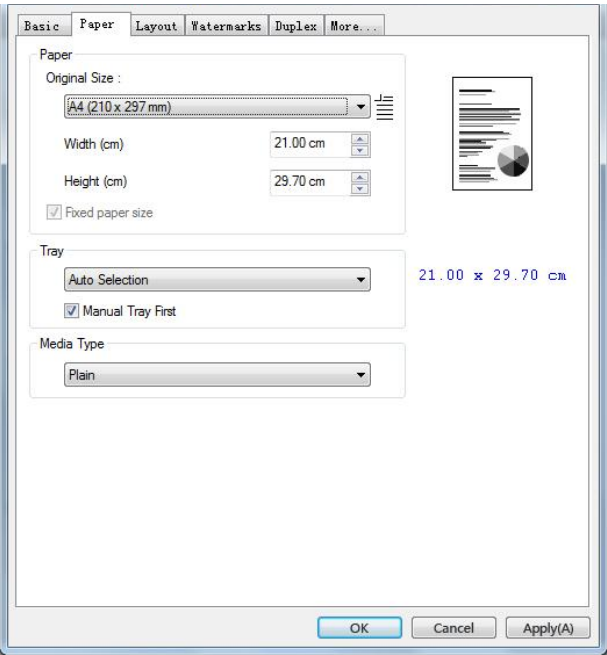 Basic Paper Layout Watermarks Duplex More...
Paper
Original Size :
A4 (210 x 297 mm)
Width (cm) 21.00 cm
Height (cm) 29.70 cm
Fixed paper size
Tray
Auto Selection
21.00 x 29.70 cm
Manual Tray First
Media Type
Plain
OK Cancel Apply(A)